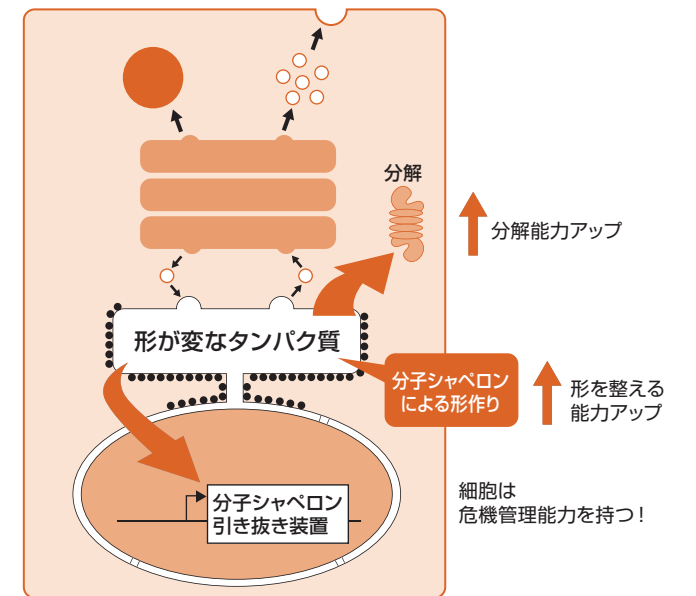 分解
分解能力アップ
形が変なタンパク質
分子シャペロン
による形作り
形を整える
能力アップ
分子シャペロン
引き抜き装置
細胞は
危機管理能力を持つ！